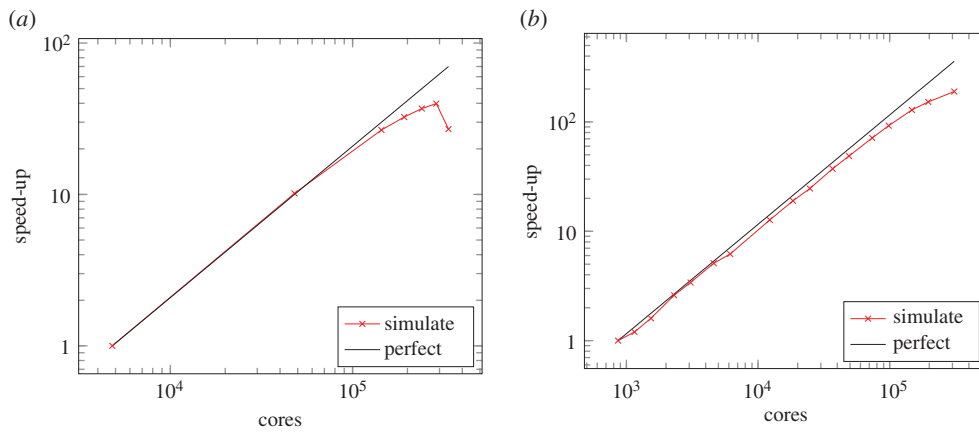 (a)
10²
10
1
speed-up
10⁴
10⁵
cores
simulate
perfect
(b)
10²
10
1
speed-up
10³
10⁴
10⁵
cores
simulate
perfect